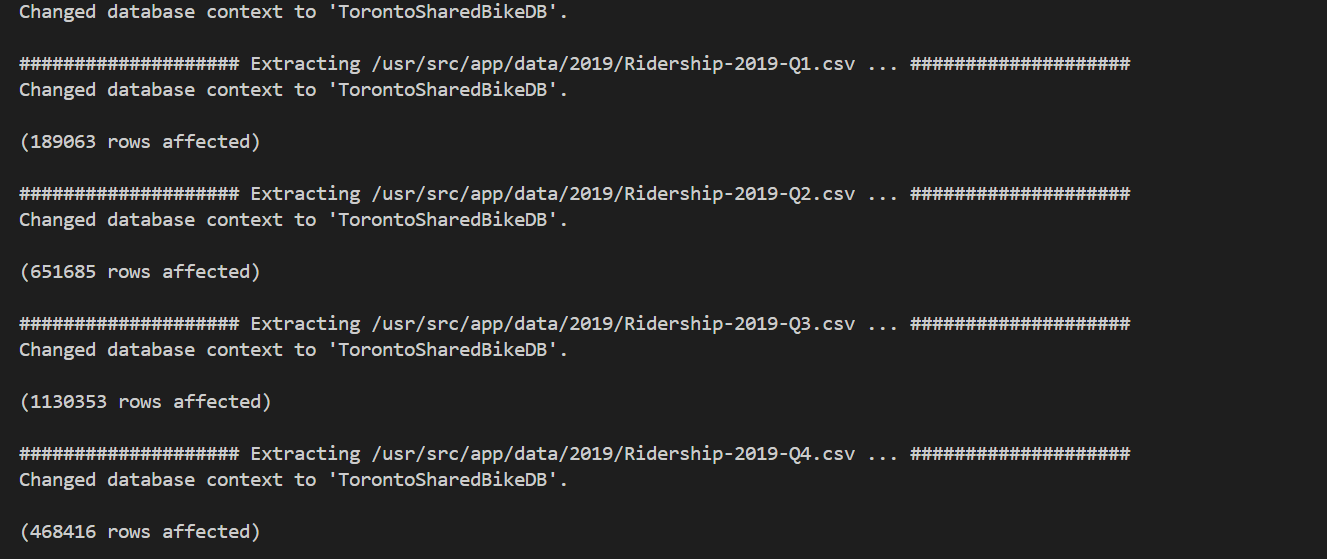 Changed database context to 'TorontoSharedBikeDB'.
#################### Extracting /usr/src/app/data/2019/Ridership-2019-Q1.csv ... ####################
Changed database context to 'TorontoSharedBikeDB'.
(189063 rows affected)
#################### Extracting /usr/src/app/data/2019/Ridership-2019-Q2.csv ... ####################
Changed database context to 'TorontoSharedBikeDB'.
(651685 rows affected)
#################### Extracting /usr/src/app/data/2019/Ridership-2019-Q3.csv ... ####################
Changed database context to 'TorontoSharedBikeDB'.
(1130353 rows affected)
#################### Extracting /usr/src/app/data/2019/Ridership-2019-Q4.csv ... ####################
Changed database context to 'TorontoSharedBikeDB'.
(468416 rows affected)